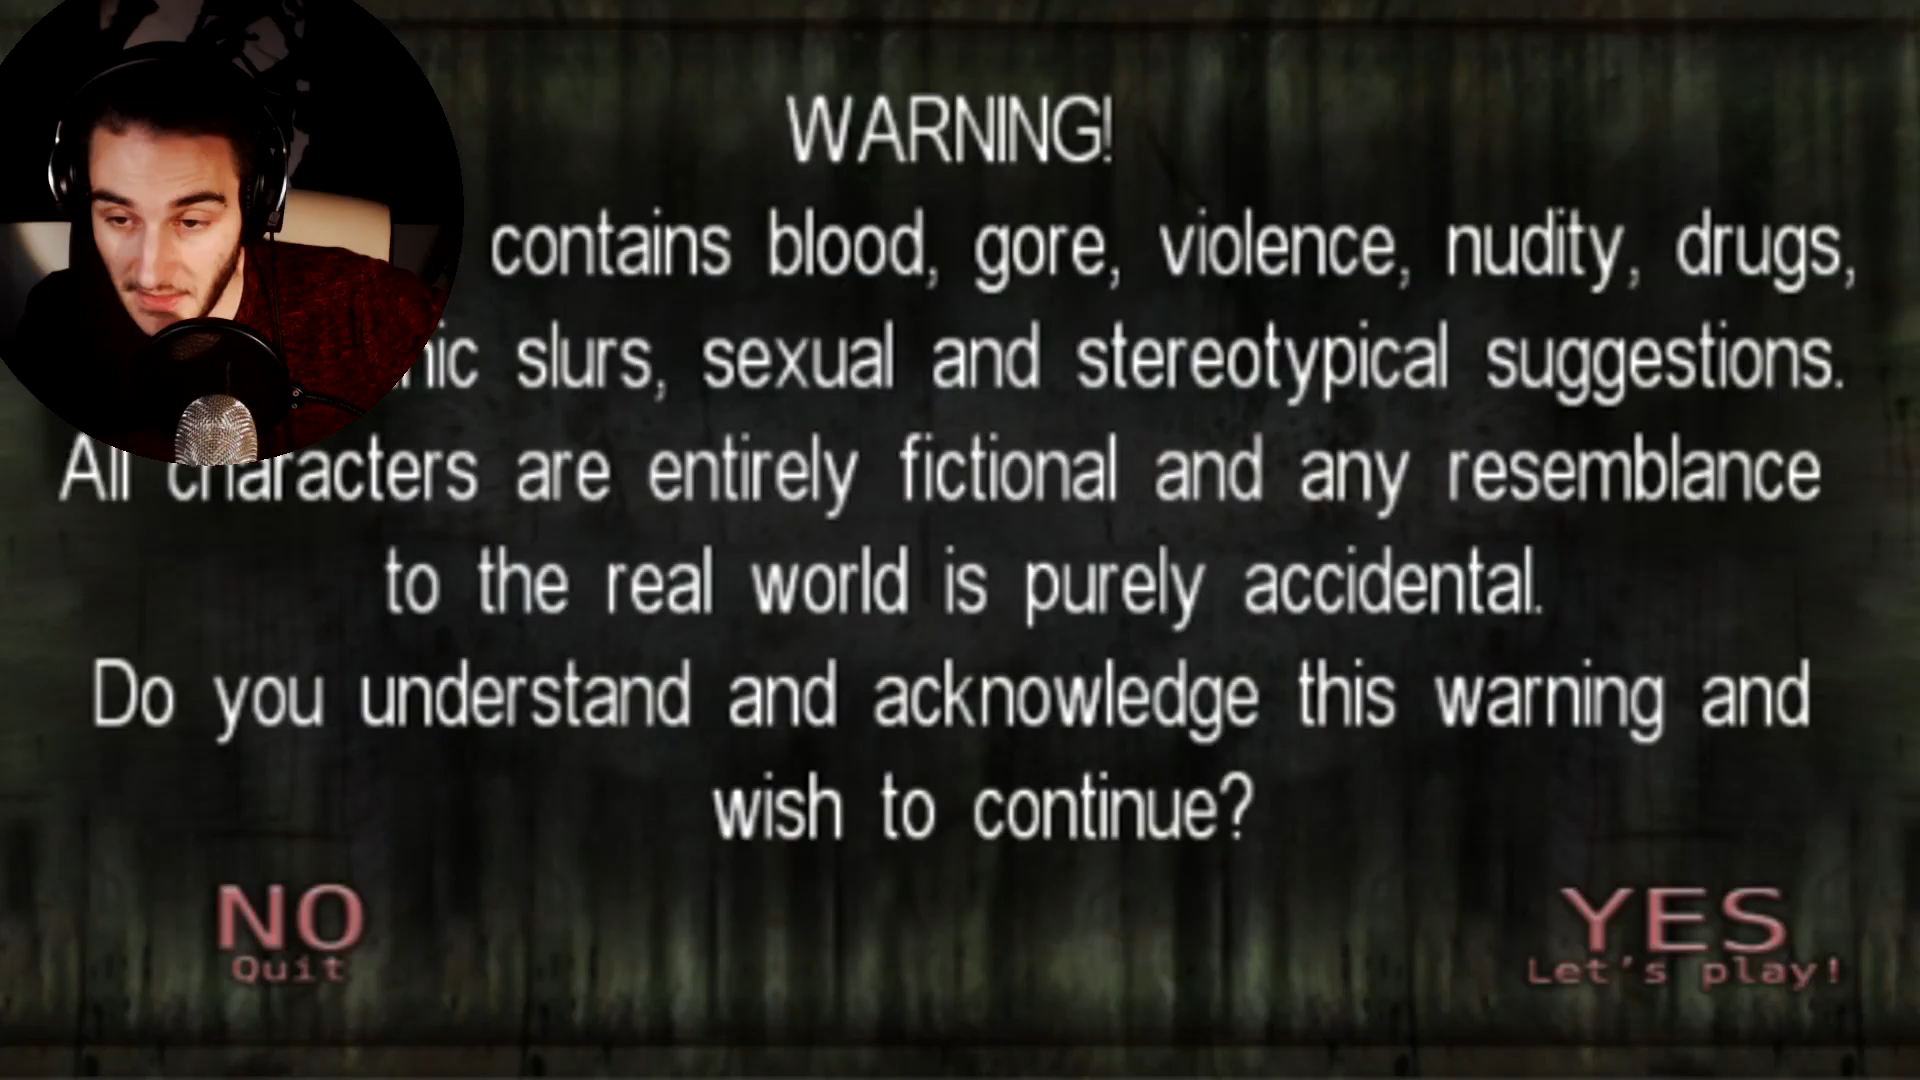 WARNING!
contains blood, gore, violence, nudity, drugs,
slurs, sexual and stereotypical suggestions.
All characters are entirely fictional and any resemblance
to the real world is purely accidental.
Do you understand and acknowledge this warning and
wish to continue?
NO
Quit
YES
Let's play!